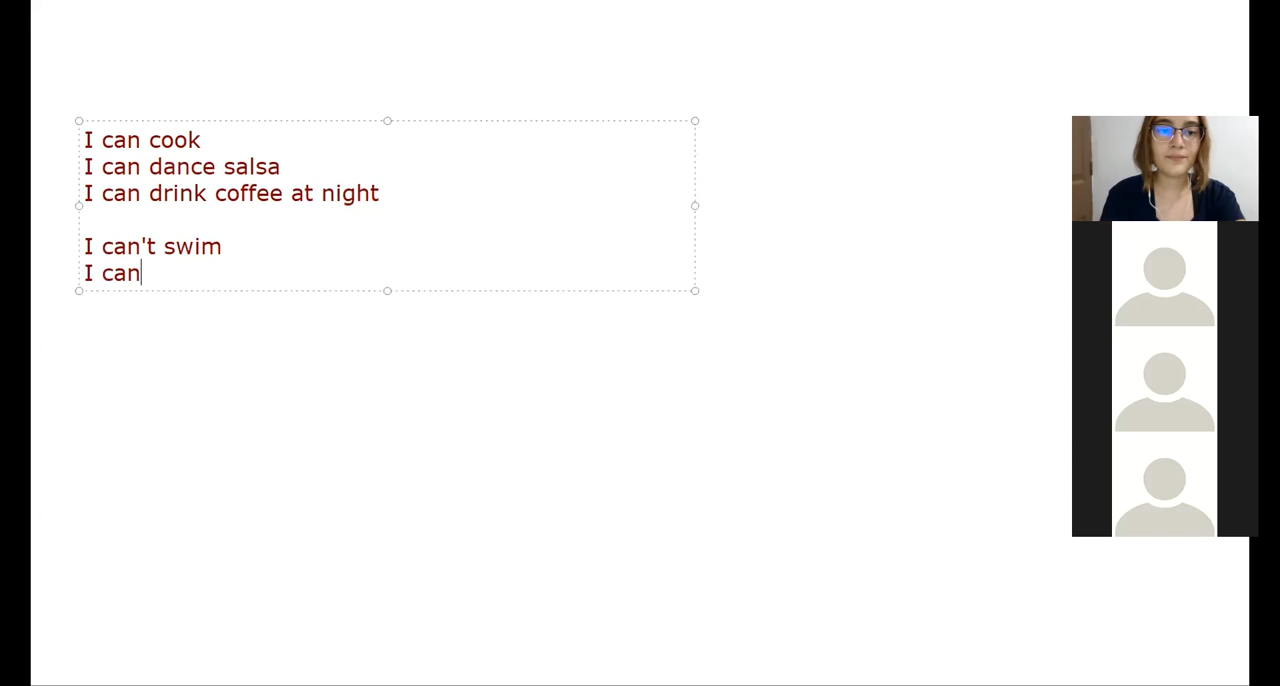 I can cook
I can dance salsa
I can drink coffee at night
I can't swim
I can